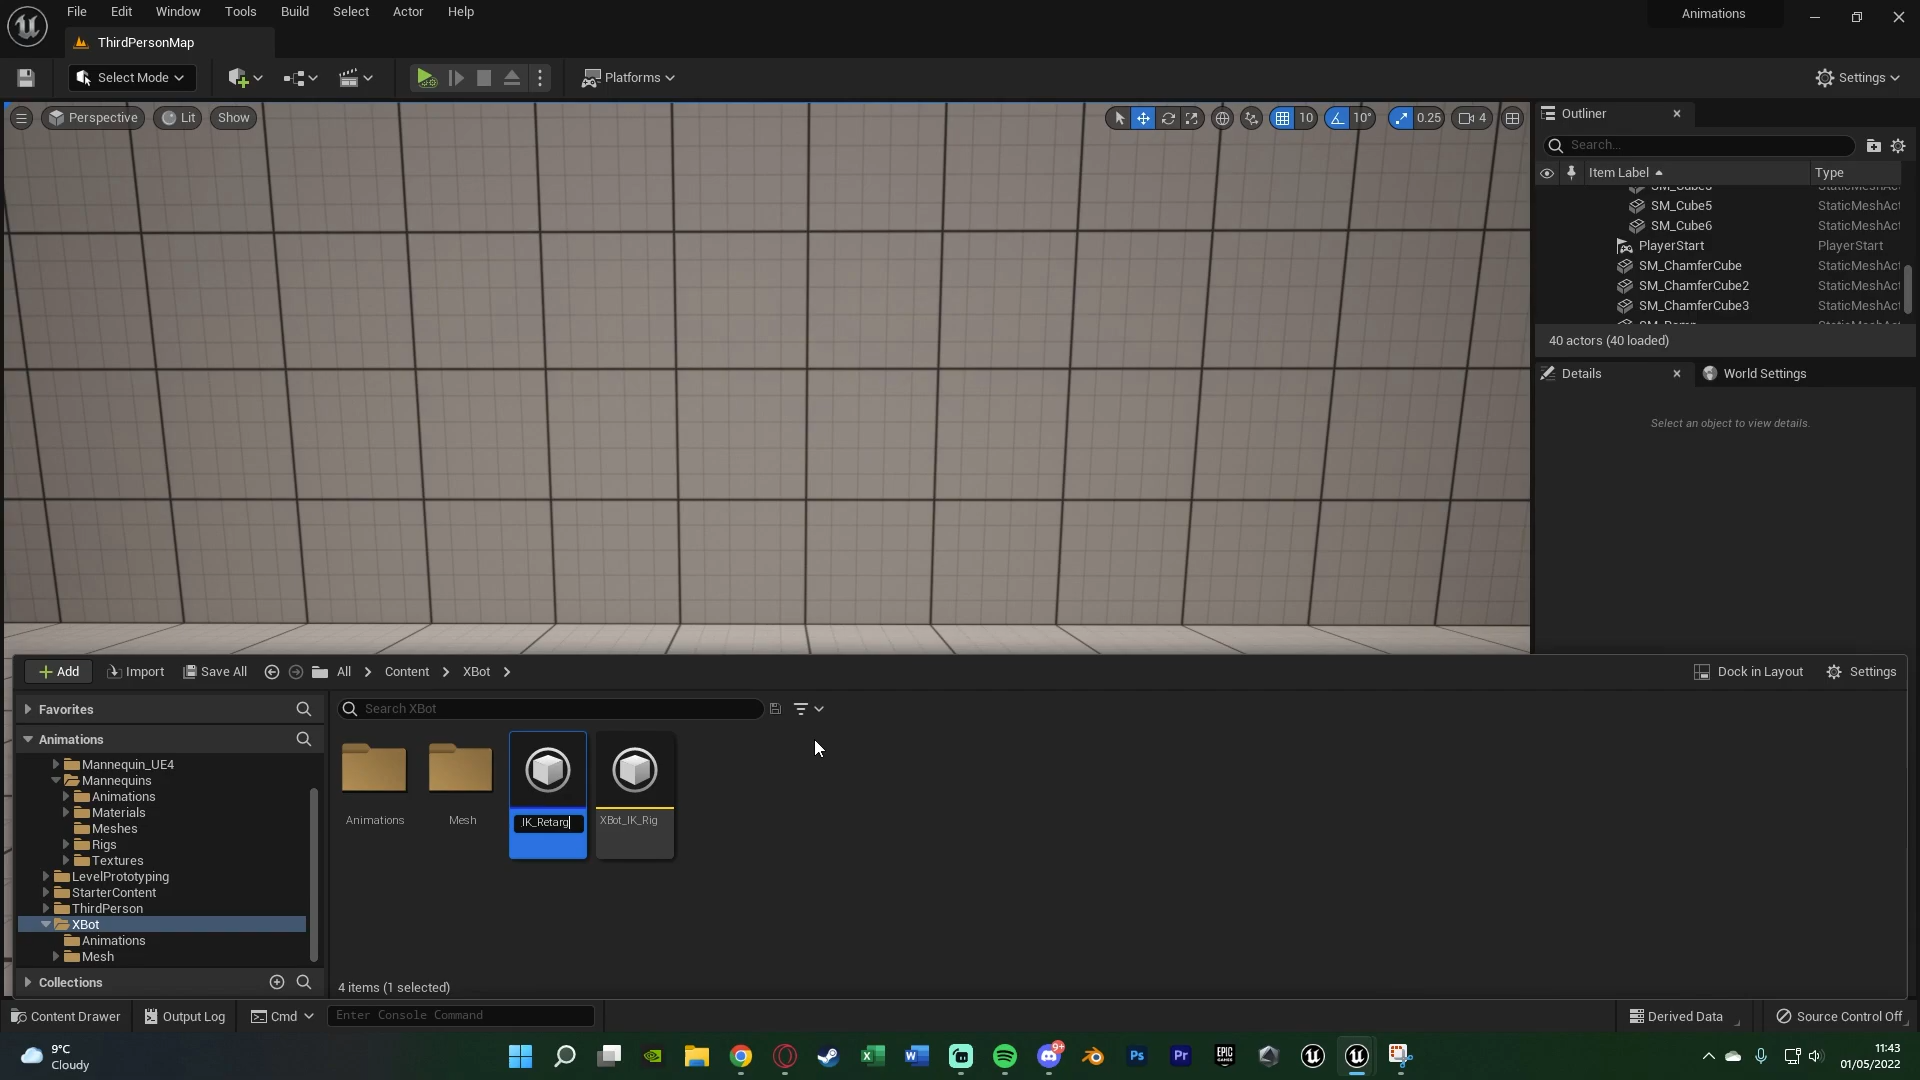 File Edit Window Tools Build Select Actor Help
Animations
ThirdPersonMap
Select Mode
Platforms
Settings
Perspective
Lit
Show
10
10°
0.25
4
Outliner
Search...
Item Label
Type
SM_Cube5 StaticMeshAct
SM_Cube6 StaticMeshAct
PlayerStart PlayerStart
SM_ChamferCube StaticMeshAct
SM_ChamferCube2 StaticMeshAct
SM_ChamferCube3 StaticMeshAct
40 actors (40 loaded)
Details
World Settings
Select an object to view details.
Add
Import
Save All
All
Content
XBot
Dock in Layout
Settings
Favorites
Search XBot
Animations
Mannequin_UE4
Mannequins
Animations
Materials
Meshes
Rigs
Textures
LevelPrototyping
StarterContent
ThirdPerson
XBot
Animations
Mesh
Collections
Animations
Mesh
IK_Retarg
XBot_IK_Rig
4 items (1 selected)
Content Drawer
Output Log
Cmd
Enter Console Command
Derived Data
Source Control Off
9°C
Cloudy
9+
Ps
Pr
EPIC
GAMES
11:43
01/05/2022